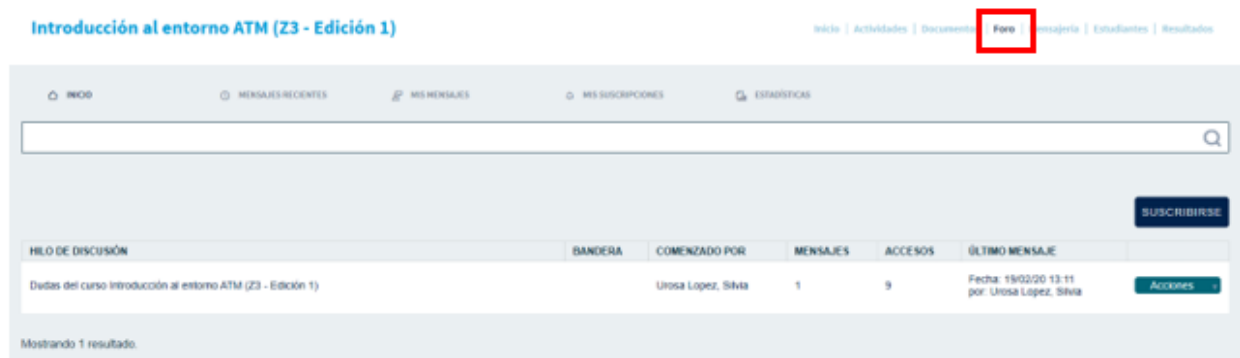 Introducción al entorno ATM (Z3 - Edición 1)
Inicio | Actividades | Documentos | Foro | Mensajería | Estudiantes | Resultados
INICIO MENSAJES RECIENTES MIS MENSAJES MIS SUSCRIPCIONES ESTADÍSTICAS
SUSCRIBIRSE
HILO DE DISCUSIÓN BANDERA COMENZADO POR MENSAJES ACCESOS ÚLTIMO MENSAJE
Dudas del curso Introducción al entorno ATM (Z3 - Edición 1) Urosa Lopez, Silvia 1 9 Fecha: 19/02/20 13:11
por: Urosa Lopez, Silvia
Acciones
Mostrando 1 resultado.